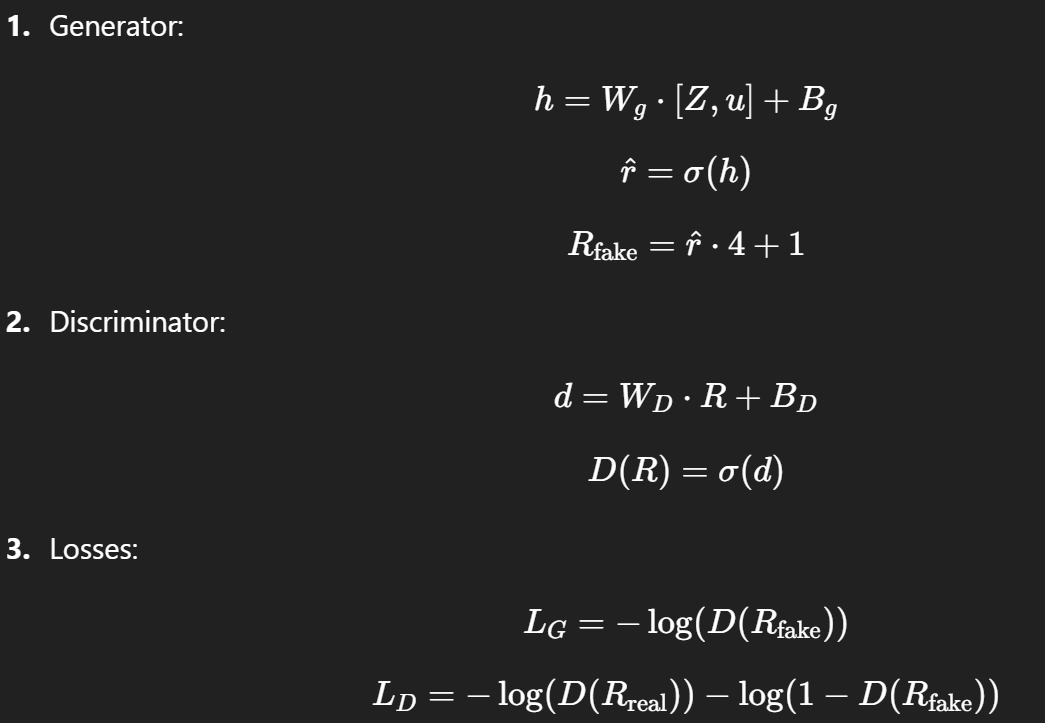 1. Generator:
h = W_g · [Z, u] + B_g
r̂ = σ(h)
R_fake = r̂ · 4 + 1
2. Discriminator:
d = W_D · R + B_D
D(R) = σ(d)
3. Losses:
L_G = − log(D(R_fake))
L_D = − log(D(R_real)) − log(1 − D(R_fake))